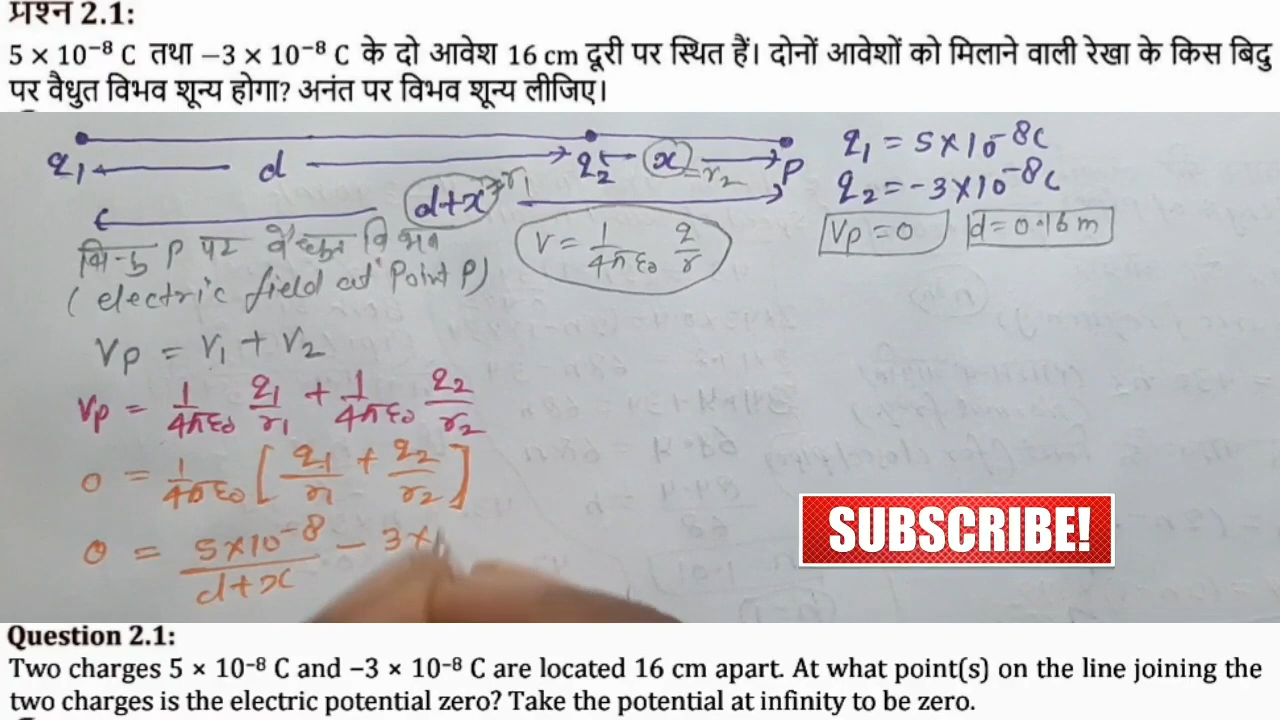 प्रश्न 2.1:
5 × 10⁻⁸ C तथा −3 × 10⁻⁸ C के दो आवेश 16 cm दूरी पर स्थित हैं। दोनों आवेशों को मिलाने वाली रेखा के किस बिंदु
पर वैधुत विभव शून्य होगा? अनंत पर विभव शून्य लीजिए।
q₁ d q₂ x = r₂ P
d+x = r₁
q₁ = 5×10⁻⁸C
q₂ = -3×10⁻⁸C
Vp = 0 d = 0.16 m
बिन्दु P पर वैद्युत विभव
(electric field at Point P)
V = 1/4πε₀ q/r
Vp = V₁ + V₂
Vp = 1/4πε₀ q₁/r₁ + 1/4πε₀ q₂/r₂
0 = 1/4πε₀ [q₁/r₁ + q₂/r₂]
0 = 5×10⁻⁸/d+x - 3×
SUBSCRIBE!
Question 2.1:
Two charges 5 × 10⁻⁸ C and −3 × 10⁻⁸ C are located 16 cm apart. At what point(s) on the line joining the
two charges is the electric potential zero? Take the potential at infinity to be zero.